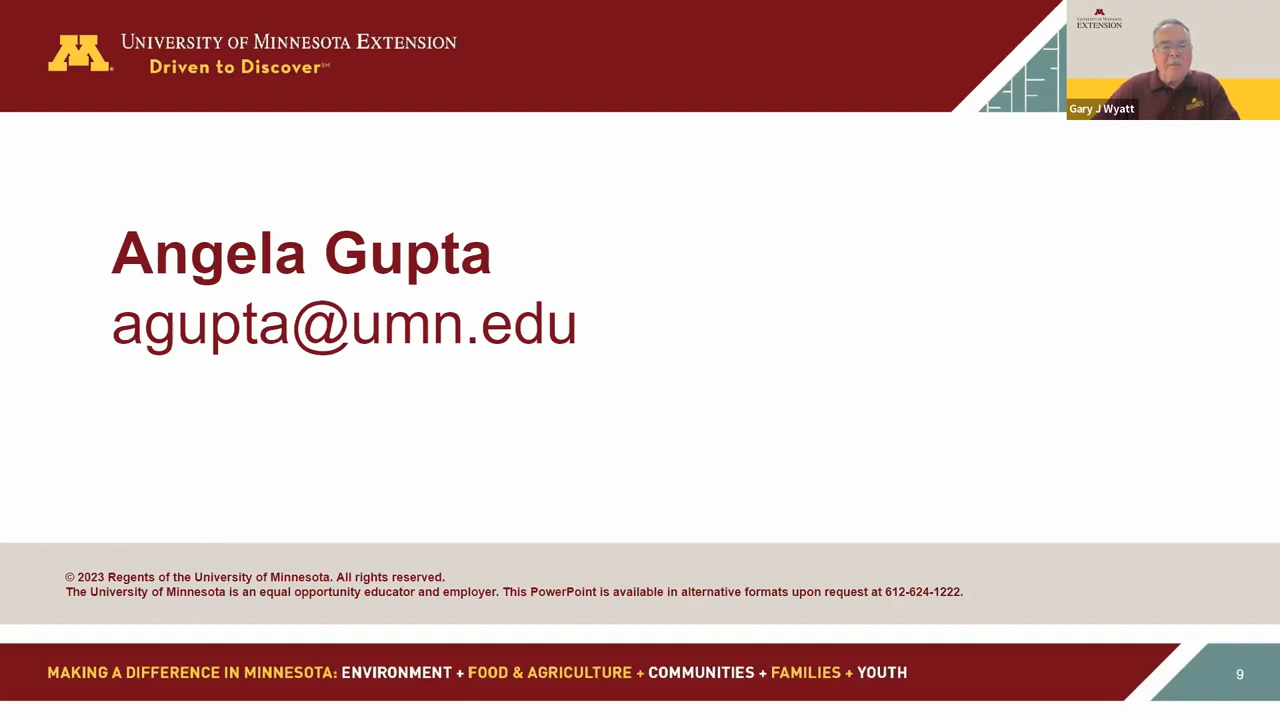 UNIVERSITY OF MINNESOTA EXTENSION
Driven to Discover℠
UNIVERSITY OF MINNESOTA
EXTENSION
Gary J Wyatt
Angela Gupta
agupta@umn.edu
© 2023 Regents of the University of Minnesota. All rights reserved.
The University of Minnesota is an equal opportunity educator and employer. This PowerPoint is available in alternative formats upon request at 612-624-1222.
MAKING A DIFFERENCE IN MINNESOTA: ENVIRONMENT + FOOD & AGRICULTURE + COMMUNITIES + FAMILIES + YOUTH
9